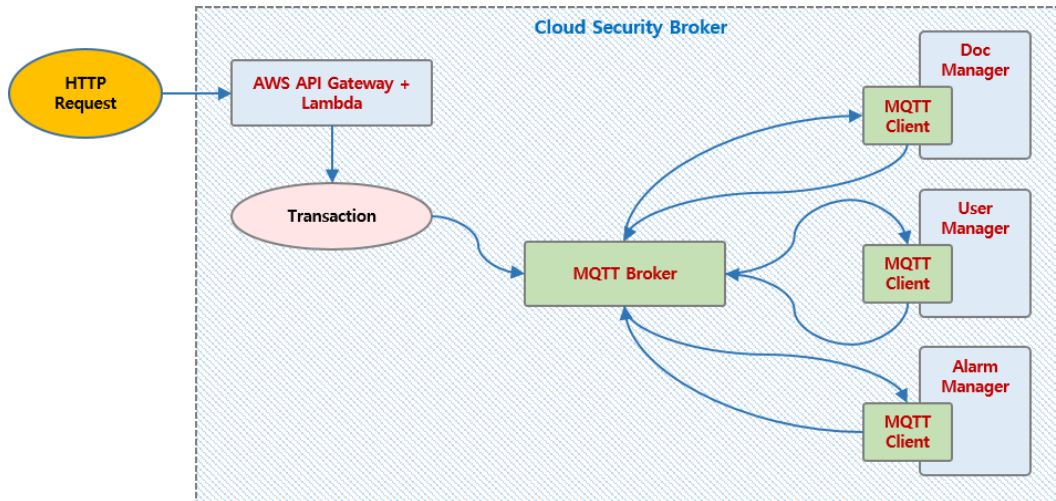 Cloud Security Broker
HTTP
Request
AWS API Gateway +
Lambda
Transaction
MQTT Broker
Doc
Manager
MQTT
Client
User
Manager
MQTT
Client
Alarm
Manager
MQTT
Client